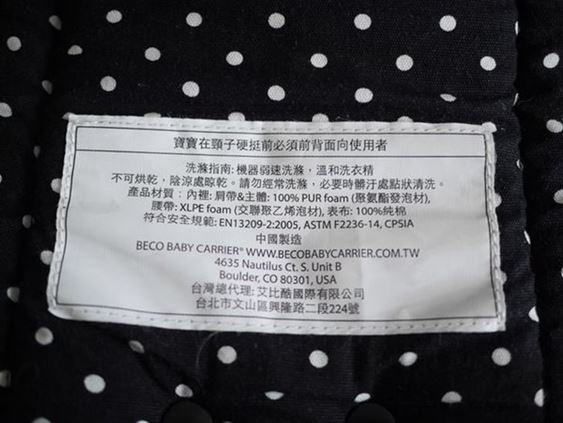 寶寶在頸子硬挺前必須前背面向使用者
洗滌指南: 機器弱速洗滌，溫和洗衣精
不可烘乾，陰涼處晾乾。請勿經常洗滌，必要時髒汙處點狀清洗。
產品材質：內裡: 肩帶&主體: 100% PUR foam (聚氨酯發泡材),
腰帶: XLPE foam (交聯聚乙烯泡材), 表布: 100%純棉
符合安全規範: EN13209-2:2005, ASTM F2236-14, CPSIA
中國製造
BECO BABY CARRIER® WWW.BECOBABYCARRIER.COM.TW
4635 Nautilus Ct. S. Unit B
Boulder, CO 80301, USA
台灣總代理: 艾比酷國際有限公司
台北市文山區興隆路二段224號